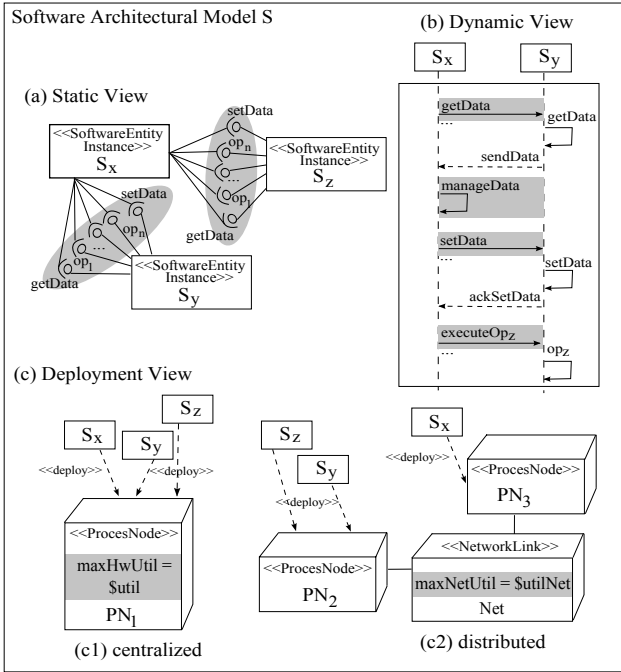 Software Architectural Model S
(b) Dynamic View
Sx
Sy
getData
...
getData
sendData
manageData
setData
...
setData
ackSetData
executeOpz
...
opz
(a) Static View
<<SoftwareEntity
Instance>>
Sx
setData
opn
...
opl
getData
<<SoftwareEntity
Instance>>
Sz
setData
opn
...
opl
getData
<<SoftwareEntity
Instance>>
Sy
(c) Deployment View
Sx
Sy
Sz
<<deploy>>
<<deploy>>
<<ProcesNode>>
maxHwUtil =
$util
PN1
(c1) centralized
Sz
Sy
<<deploy>>
<<ProcesNode>>
PN2
Sx
<<deploy>>
<<ProcesNode>>
PN3
<<NetworkLink>>
maxNetUtil = $utilNet
Net
(c2) distributed